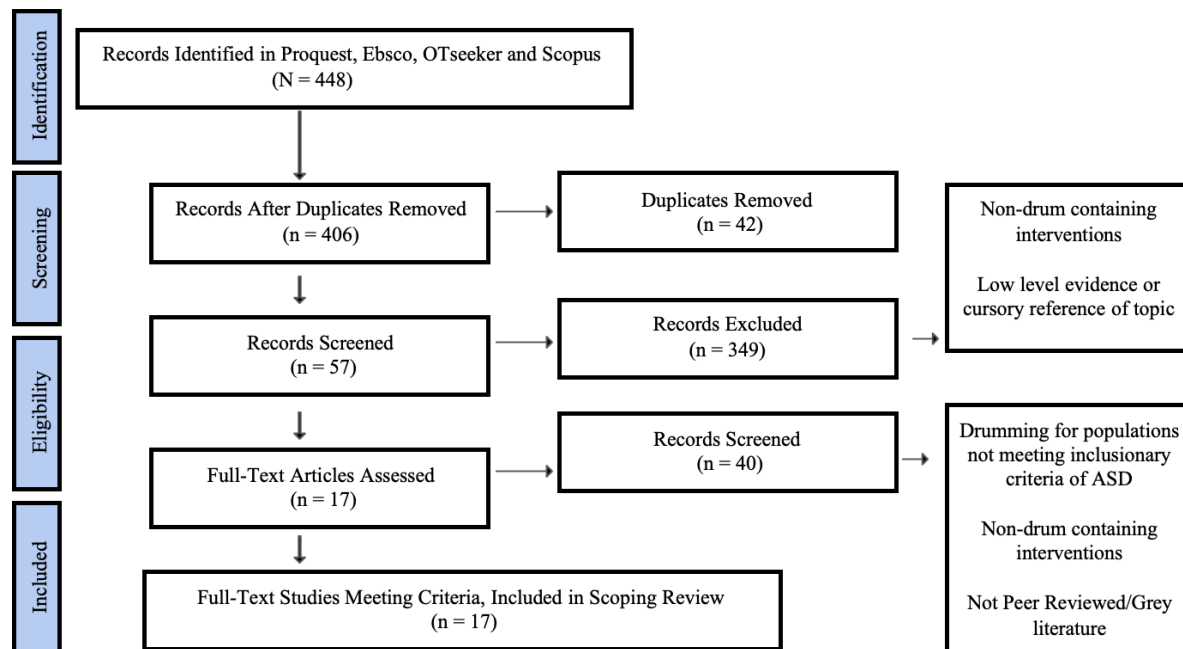 Identification
Records Identified in Proquest, Ebsco, OTseeker and Scopus
(N = 448)
Screening
Records After Duplicates Removed
(n = 406)
Duplicates Removed
(n = 42)
Non-drum containing
interventions
Low level evidence or
cursory reference of topic
Records Screened
(n = 57)
Records Excluded
(n = 349)
Eligibility
Full-Text Articles Assessed
(n = 17)
Records Screened
(n = 40)
Drumming for populations
not meeting inclusionary
criteria of ASD
Non-drum containing
interventions
Not Peer Reviewed/Grey
literature
Included
Full-Text Studies Meeting Criteria, Included in Scoping Review
(n = 17)